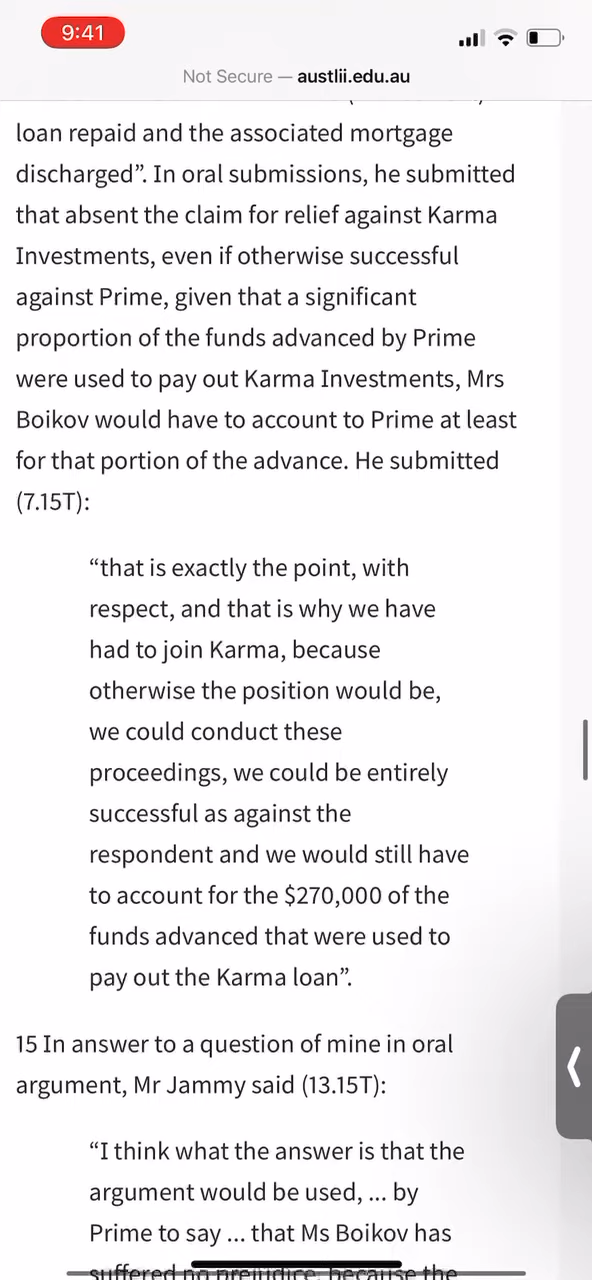 9:41
Not Secure — austlii.edu.au
loan repaid and the associated mortgage
discharged”. In oral submissions, he submitted
that absent the claim for relief against Karma
Investments, even if otherwise successful
against Prime, given that a significant
proportion of the funds advanced by Prime
were used to pay out Karma Investments, Mrs
Boikov would have to account to Prime at least
for that portion of the advance. He submitted
(7.15T):
“that is exactly the point, with
respect, and that is why we have
had to join Karma, because
otherwise the position would be,
we could conduct these
proceedings, we could be entirely
successful as against the
respondent and we would still have
to account for the $270,000 of the
funds advanced that were used to
pay out the Karma loan”.
15 In answer to a question of mine in oral
argument, Mr Jammy said (13.15T):
“I think what the answer is that the
argument would be used, ... by
Prime to say ... that Ms Boikov has
suffered no prejudice, because the